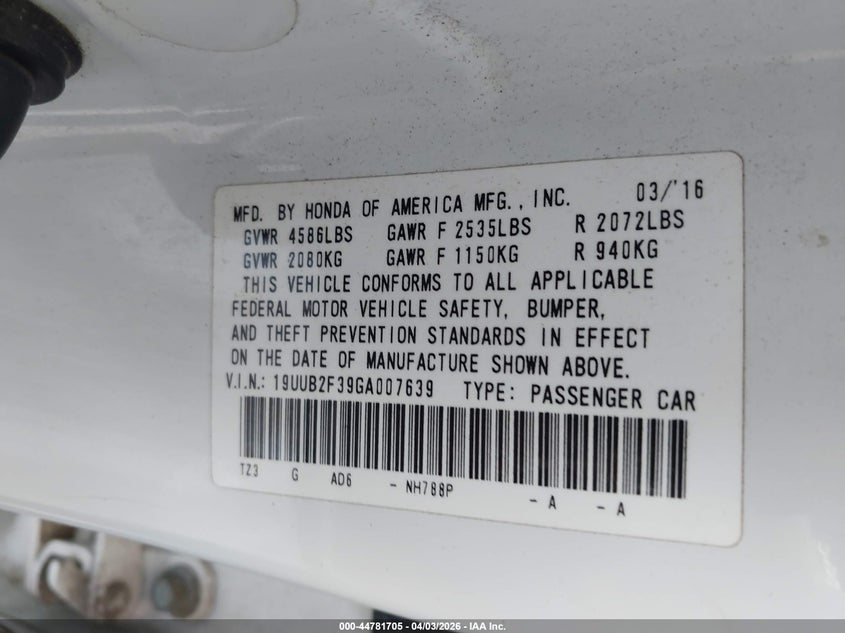 MFD. BY HONDA OF AMERICA MFG., INC. 03/'16
GVWR 4586LBS GAWR F 2535LBS R 2072LBS
GVWR 2080KG GAWR F 1150KG R 940KG
THIS VEHICLE CONFORMS TO ALL APPLICABLE
FEDERAL MOTOR VEHICLE SAFETY, BUMPER,
AND THEFT PREVENTION STANDARDS IN EFFECT
ON THE DATE OF MANUFACTURE SHOWN ABOVE.
V.I.N.: 19UUB2F39GA007639 TYPE: PASSENGER CAR
TZ3 G AD6 - NH788P - A - A
000-44781705 - 04/03/2026 - IAA Inc.